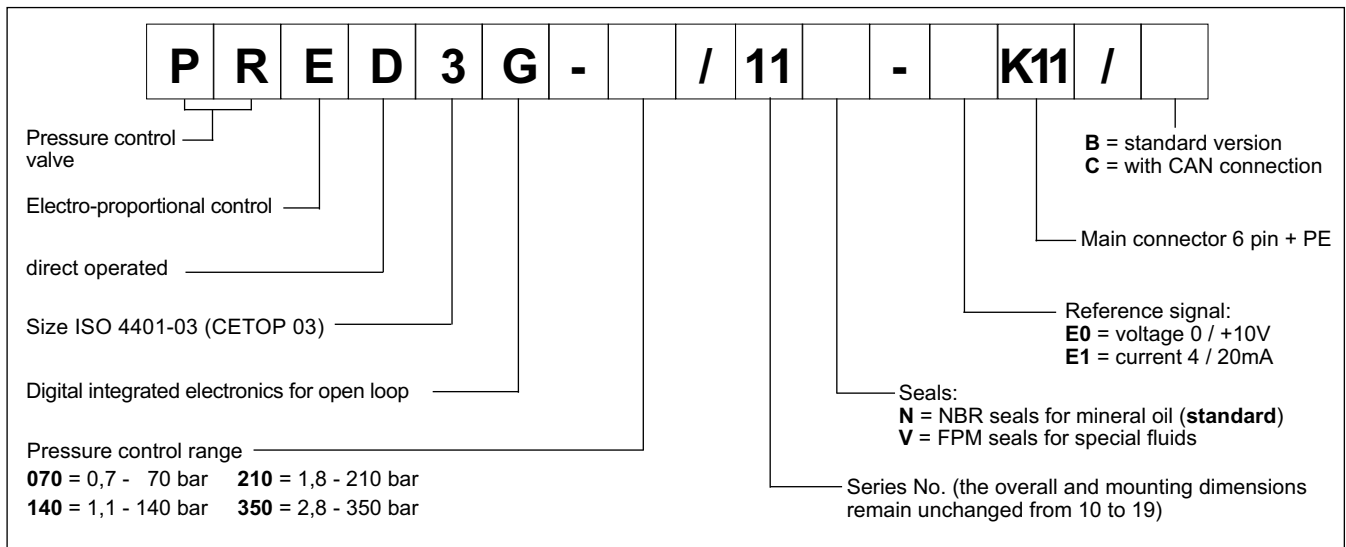 P R E D 3 G - / 11 - K11 /
Pressure control
valve
Electro-proportional control
direct operated
Size ISO 4401-03 (CETOP 03)
Digital integrated electronics for open loop
Pressure control range
070 = 0,7 - 70 bar 210 = 1,8 - 210 bar
140 = 1,1 - 140 bar 350 = 2,8 - 350 bar
B = standard version
C = with CAN connection
Main connector 6 pin + PE
Reference signal:
E0 = voltage 0 / +10V
E1 = current 4 / 20mA
Seals:
N = NBR seals for mineral oil (standard)
V = FPM seals for special fluids
Series No. (the overall and mounting dimensions
remain unchanged from 10 to 19)